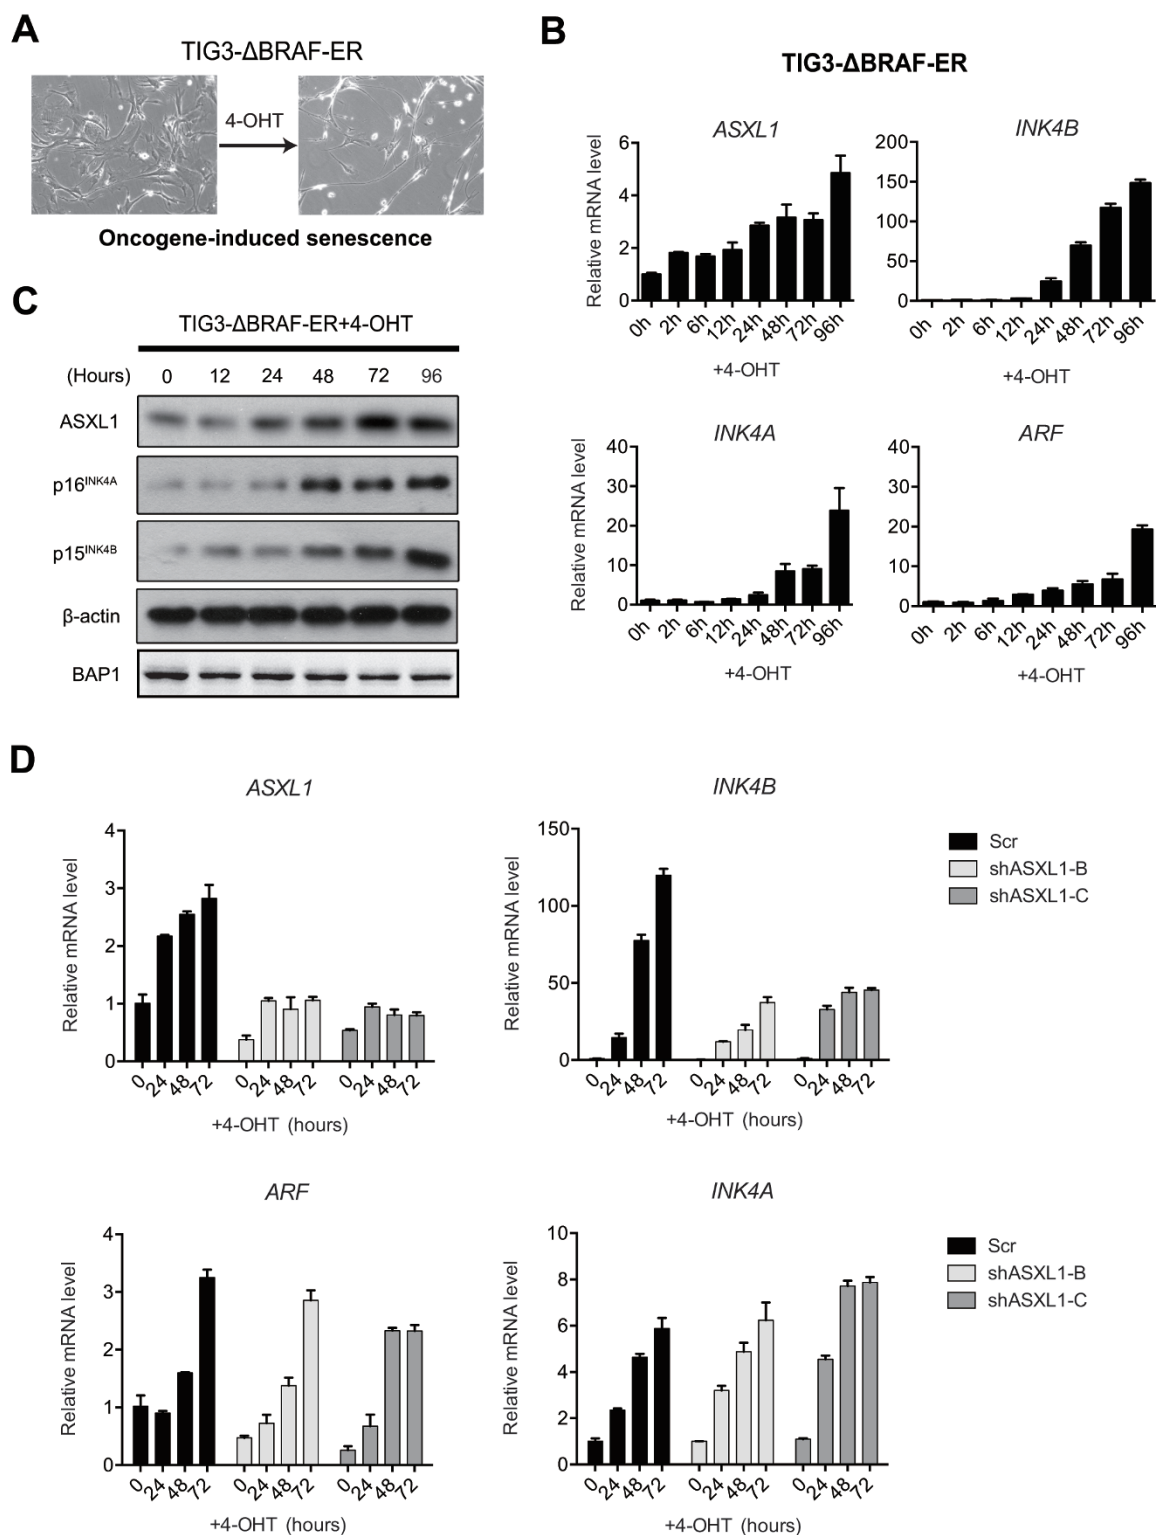 A
TIG3-ΔBRAF-ER
4-OHT
Oncogene-induced senescence
B
TIG3-ΔBRAF-ER
ASXL1
Relative mRNA level
6
4
2
0
0h 2h 6h 12h 24h 48h 72h 96h
+4-OHT
INK4B
200
150
100
50
0
0h 2h 6h 12h 24h 48h 72h 96h
+4-OHT
INK4A
Relative mRNA level
40
30
20
10
0
0h 2h 6h 12h 24h 48h 72h 96h
+4-OHT
ARF
40
30
20
10
0
0h 2h 6h 12h 24h 48h 72h 96h
+4-OHT
C
TIG3-ΔBRAF-ER+4-OHT
(Hours) 0 12 24 48 72 96
ASXL1
p16INK4A
p15INK4B
β-actin
BAP1
D
ASXL1
Relative mRNA level
4
3
2
1
0
0 24 48 72 0 24 48 72 0 24 48 72
+4-OHT (hours)
INK4B
Relative mRNA level
150
100
50
0
0 24 48 72 0 24 48 72 0 24 48 72
+4-OHT (hours)
Scr
shASXL1-B
shASXL1-C
ARF
Relative mRNA level
4
3
2
1
0
0 24 48 72 0 24 48 72 0 24 48 72
+4-OHT (hours)
INK4A
Relative mRNA level
10
8
6
4
2
0
0 24 48 72 0 24 48 72 0 24 48 72
+4-OHT (hours)
Scr
shASXL1-B
shASXL1-C